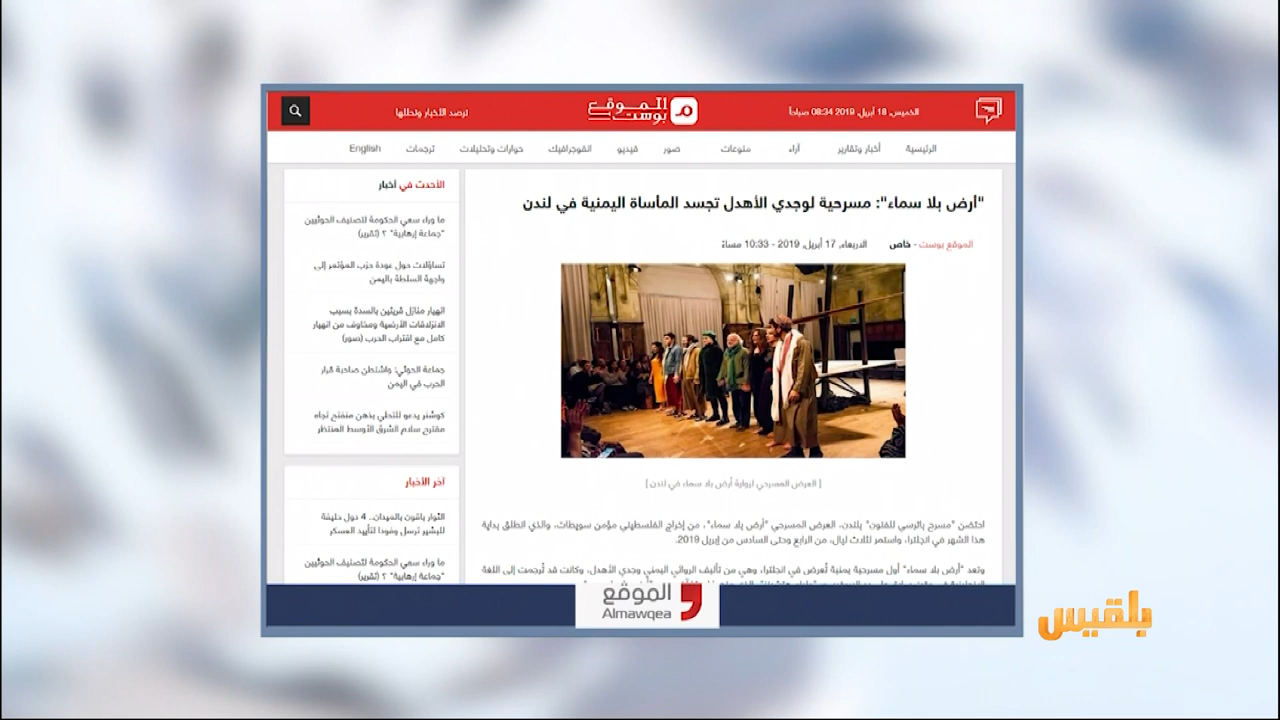 الموقع
بوست
الخميس, 18 أبريل, 2019 08:34 صباحاً
ترصد الأخبار وتحللها
الرئيسية أخبار وتقارير آراء منوعات صور فيديو انفوجرافيك حوارات وتحليلات ترجمات English
"أرض بلا سماء": مسرحية لوجدي الأهدل تجسد المأساة اليمنية في لندن
الموقع بوست - خاص الاربعاء, 17 أبريل, 2019 - 10:33 مساءً
[ العرض المسرحي لرواية أرض بلا سماء في لندن ]
احتضن "مسرح باترسي للفنون" بلندن، العرض المسرحي "أرض بلا سماء"، من إخراج الفلسطيني مؤمن سويطات، والذي انطلق بداية
هذا الشهر في انجلترا، واستمر لثلاث ليال، من الرابع وحتى السادس من إبريل 2019.
وتعد "أرض بلا سماء" أول مسرحية يمنية تُعرض في انجلترا، وهي من تأليف الروائي اليمني وجدي الأهدل، وكانت قد تُرجمت إلى اللغة
الأحدث في أخبار
ما وراء سعي الحكومة لتصنيف الحوثيين
"جماعة إرهابية" ؟ (تقرير)
تساؤلات حول عودة حزب المؤتمر إلى
واجهة السلطة باليمن
انهيار منازل قريتين بالسدة بسبب
الانزلاقات الأرضية ومخاوف من انهيار
كامل مع اقتراب الحرب (صور)
جماعة الحوثي: واشنطن صاحبة قرار
الحرب في اليمن
كوشنر يدعو للتحلي بذهن منفتح تجاه
مقترح سلام الشرق الأوسط المنتظر
آخر الأخبار
الثوار باقون بالميدان.. 4 دول حليفة
للبشير ترسل وفودا لتأييد العسكر
ما وراء سعي الحكومة لتصنيف الحوثيين
"جماعة إرهابية" ؟ (تقرير)
الموقع
Almawqea
بلقيس